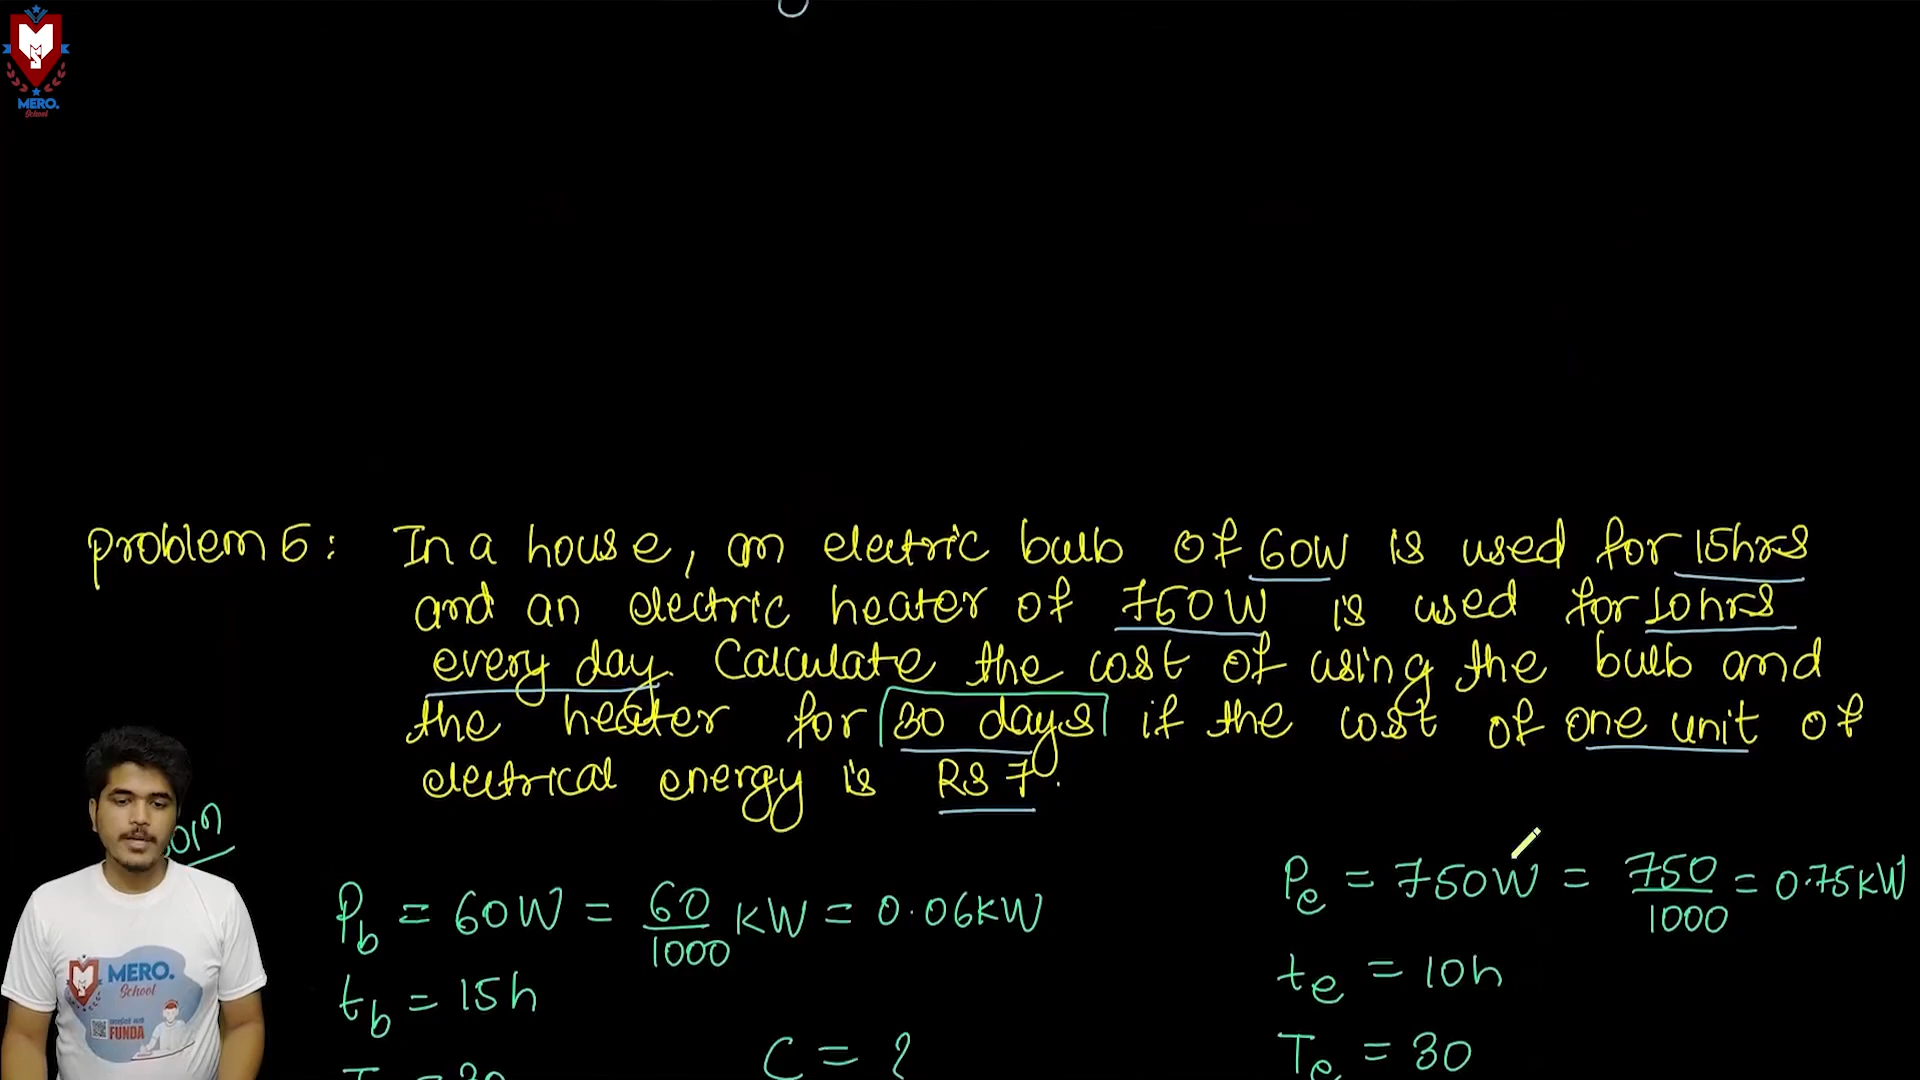 MERO.
School
problem 5: In a house, an electric bulb of 60W is used for 15hrs
and an electric heater of 750W is used for 10hrs
every day. Calculate the cost of using the bulb and
the heater for 30 days if the cost of one unit of
electrical energy is RS 7.
Pb = 60W = 60/1000 KW = 0.06KW
Pe = 750W = 750/1000 = 0.75KW
tb = 15h
te = 10h
C = ?
Te = 30
MERO.
School
FUNDA